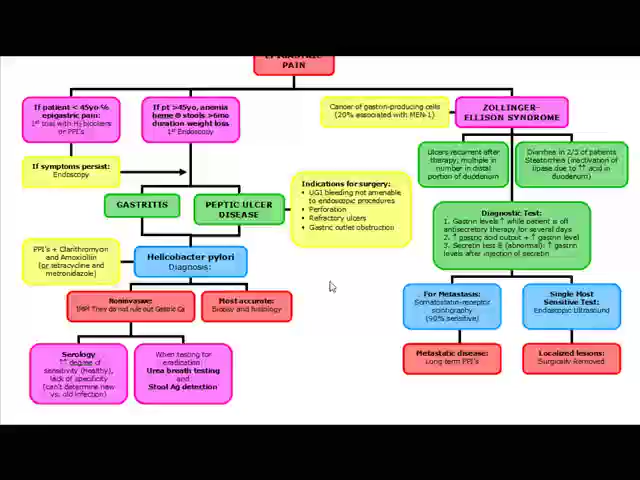 EPIGASTRIC
PAIN
If patient < 45yo &
epigastric pain:
1st trial with H2 blockers
or PPI's
If pt >45yo, anemia
heme ⊕ stools >6mo
duration weight loss
1st Endoscopy
Cancer of gastrin-producing cells
(20% associated with MEN-1)
ZOLLINGER-
ELLISON SYNDROME
If symptoms persist:
Endoscopy
Ulcers recurrent after
therapy, multiple in
number in distal
portion of duodenum
Diarrhea in 2/3 of patients
Steatorrhea (inactivation of
lipase due to ↑↑ acid in
duodenum)
GASTRITIS
PEPTIC ULCER
DISEASE
Indications for surgery:
• UGI bleeding not amenable
to endoscopic procedures
• Perforation
• Refractory ulcers
• Gastric outlet obstruction
Diagnostic Test:
1. Gastrin levels ↑ while patient is off
antisecretory therapy for several days
2. ↑ gastric acid output + ↑ gastrin level
3. Secretin test ⊕ (abnormal): ↑ gastrin
levels after injection of secretin
PPI's + Clarithromycin
and Amoxicillin
(or tetracycline and
metronidazole)
Helicobacter pylori
Diagnosis:
Noninvasive:
They do not rule out Gastric Ca
Most accurate:
Biopsy and histology
For Metastasis:
Somatostatin-receptor
scintigraphy
(90% sensitive)
Single Most
Sensitive Test:
Endoscopic Ultrasound
Serology
↑↑ degree of
sensitivity (healthy),
lack of specificity
(can't determine new
vs. old infection)
When testing for
eradication:
Urea breath testing
and
Stool Ag detection
Metastatic disease:
Long term PPI's
Localized lesions:
Surgically Removed